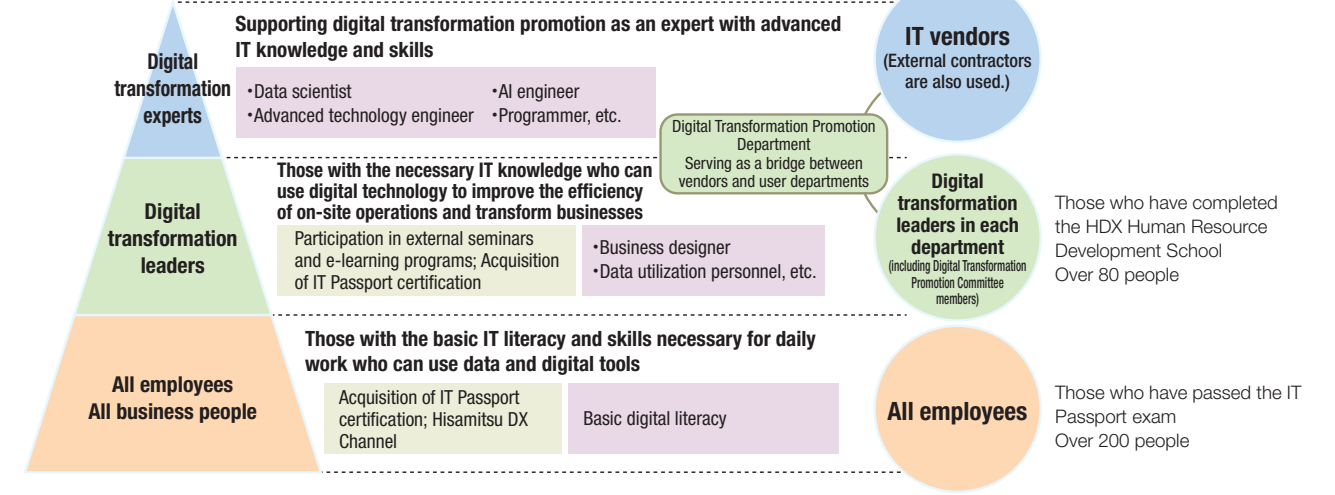 Digital
transformation
experts
Supporting digital transformation promotion as an expert with advanced
IT knowledge and skills
・Data scientist
・Advanced technology engineer
・AI engineer
・Programmer, etc.
IT vendors
(External contractors
are also used.)
Digital Transformation Promotion
Department
Serving as a bridge between
vendors and user departments
Digital
transformation
leaders
Those with the necessary IT knowledge who can
use digital technology to improve the efficiency
of on-site operations and transform businesses
Participation in external seminars
and e-learning programs; Acquisition
of IT Passport certification
・Business designer
・Data utilization personnel, etc.
Digital
transformation
leaders in each
department
(including Digital Transformation
Promotion Committee
members)
Those who have completed
the HDX Human Resource
Development School
Over 80 people
All employees
All business people
Those with the basic IT literacy and skills necessary for daily
work who can use data and digital tools
Acquisition of IT Passport
certification; Hisamitsu DX
Channel
Basic digital literacy
All employees
Those who have passed the IT
Passport exam
Over 200 people